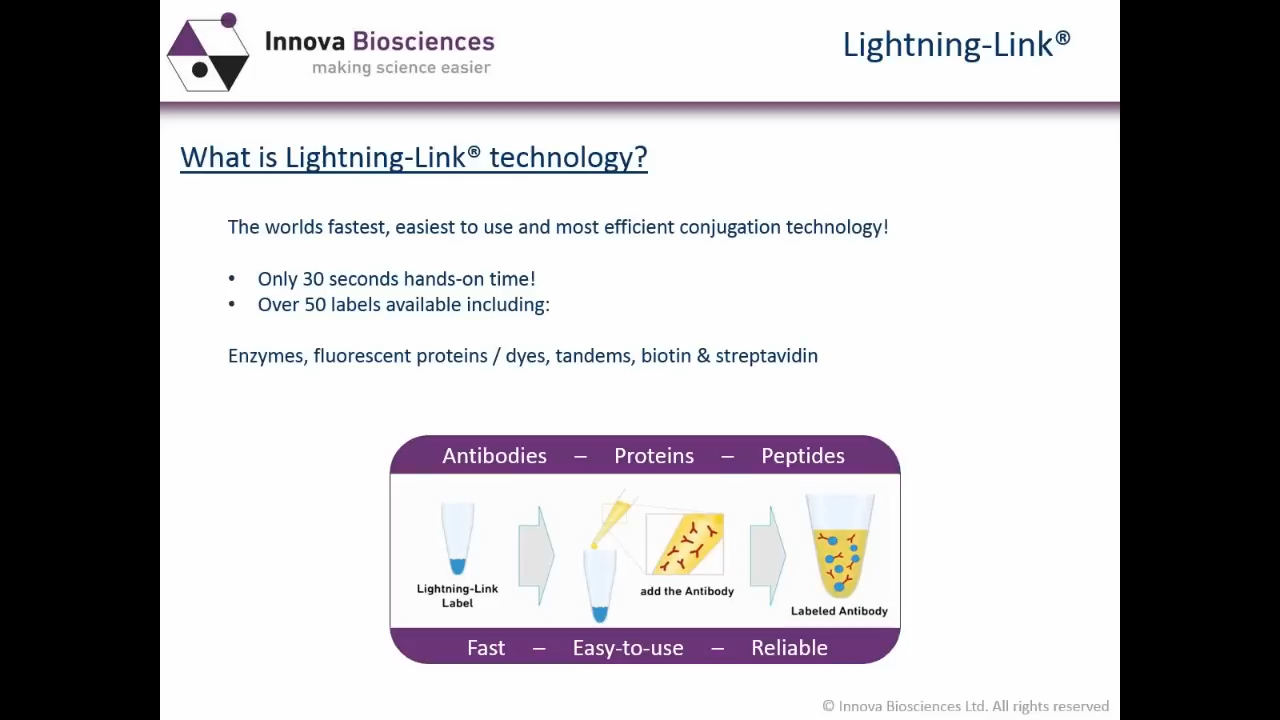 Innova Biosciences
making science easier
Lightning-Link®
What is Lightning-Link® technology?
The worlds fastest, easiest to use and most efficient conjugation technology!
• Only 30 seconds hands-on time!
• Over 50 labels available including:
Enzymes, fluorescent proteins / dyes, tandems, biotin & streptavidin
Antibodies – Proteins – Peptides
Lightning-Link
Label
add the Antibody
Labeled Antibody
Fast – Easy-to-use – Reliable
© Innova Biosciences Ltd. All rights reserved